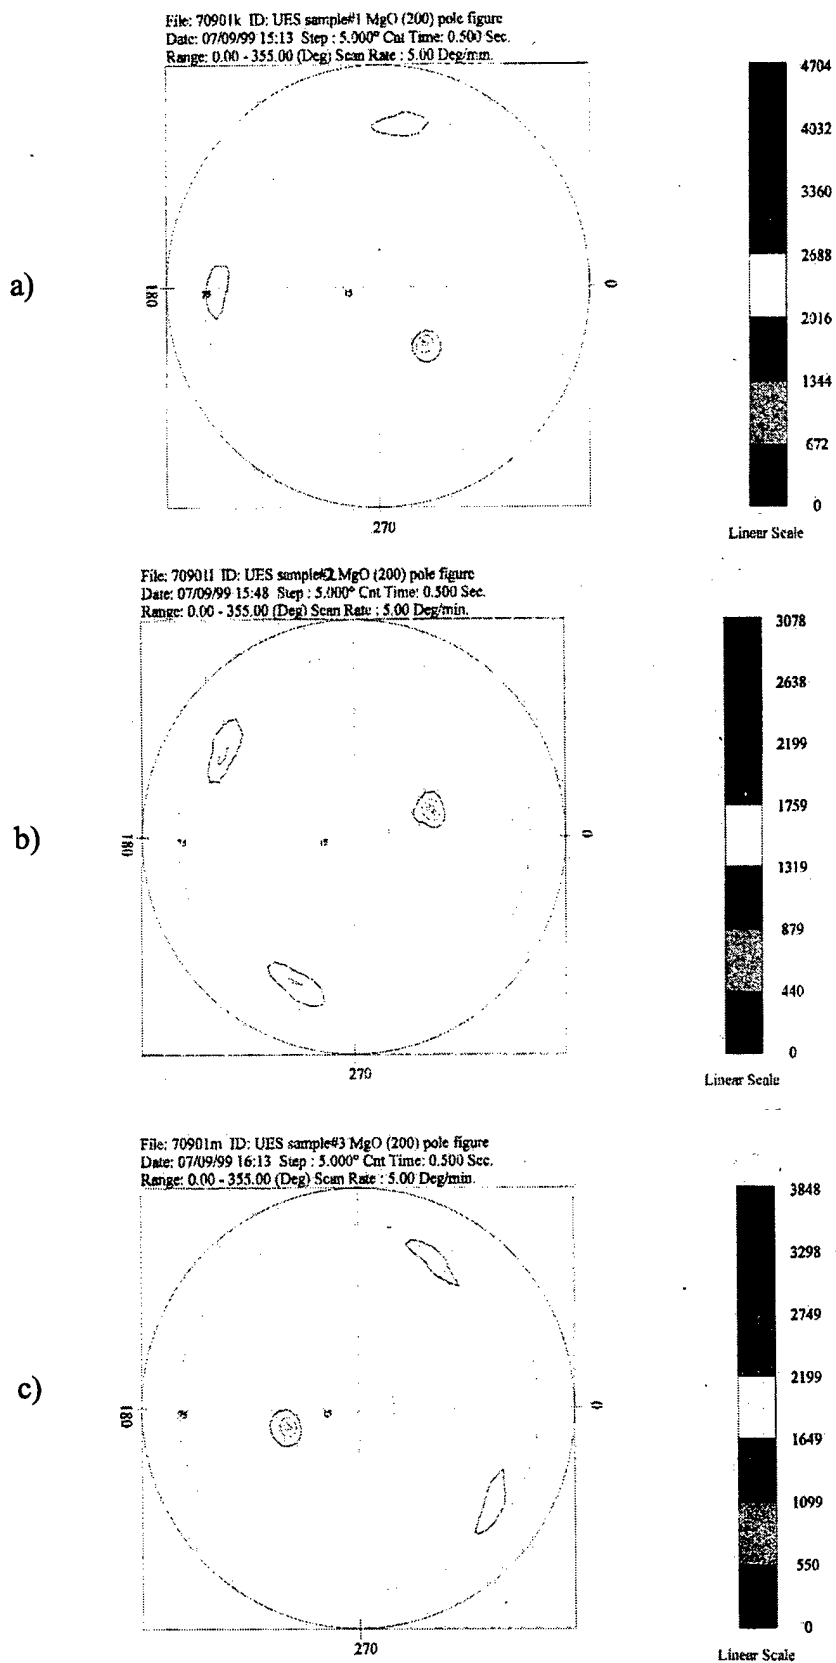 File: 70901k ID: UES sample#1 MgO (200) pole figure
Date: 07/09/99 15:13 Step : 5.000° Cnt Time: 0.500 Sec.
Range: 0.00 - 355.00 (Deg) Scan Rate : 5.00 Deg/min.
4704
4032
3360
2688
2016
1344
672
0
Linear Scale
a)
180
75
15
0
270
File: 70901l ID: UES sample#2 MgO (200) pole figure
Date: 07/09/99 15:48 Step : 5.000° Cnt Time: 0.500 Sec.
Range: 0.00 - 355.00 (Deg) Scan Rate : 5.00 Deg/min.
3078
2638
2199
1759
1319
879
440
0
Linear Scale
b)
180
75
15
0
270
File: 70901m ID: UES sample#3 MgO (200) pole figure
Date: 07/09/99 16:13 Step : 5.000° Cnt Time: 0.500 Sec.
Range: 0.00 - 355.00 (Deg) Scan Rate : 5.00 Deg/min.
3848
3298
2749
2199
1649
1099
550
0
Linear Scale
c)
180
75
15
0
270